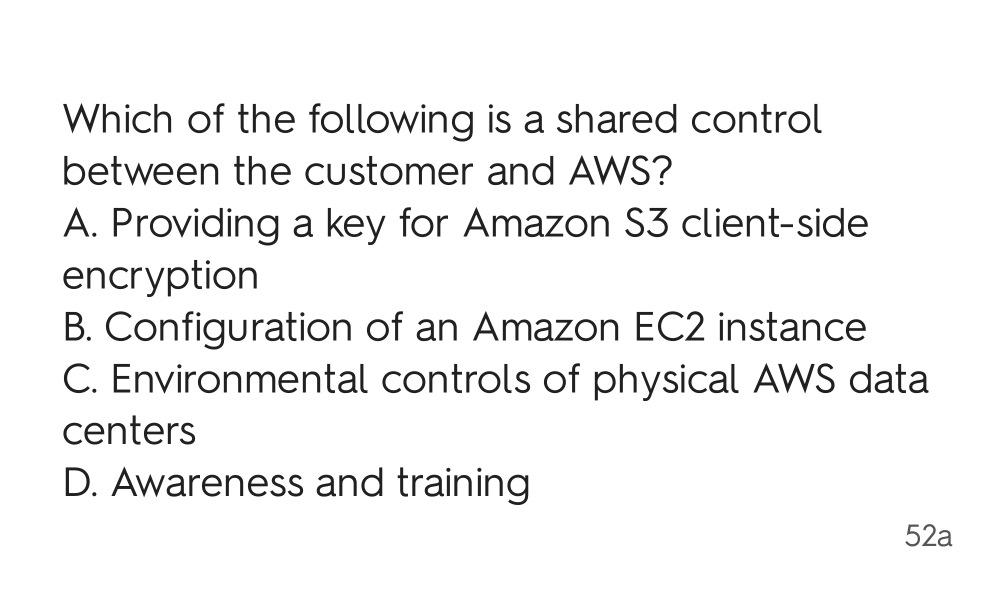 Which of the following is a shared control
between the customer and AWS?
A. Providing a key for Amazon S3 client-side
encryption
B. Configuration of an Amazon EC2 instance
C. Environmental controls of physical AWS data
centers
D. Awareness and training
52a